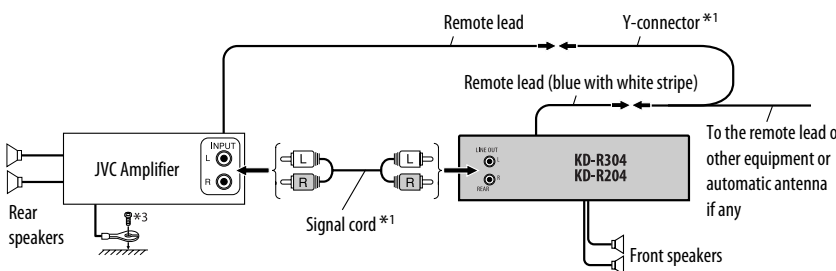 Remote lead
Y-connector *1
Remote lead (blue with white stripe)
To the remote lead o
other equipment or
automatic antenna
if any
INPUT
L
R
JVC Amplifier
L
R
L
R
LINE OUT
L
R
REAR
KD-R304
KD-R204
Rear
speakers
*3
Signal cord *1
Front speakers